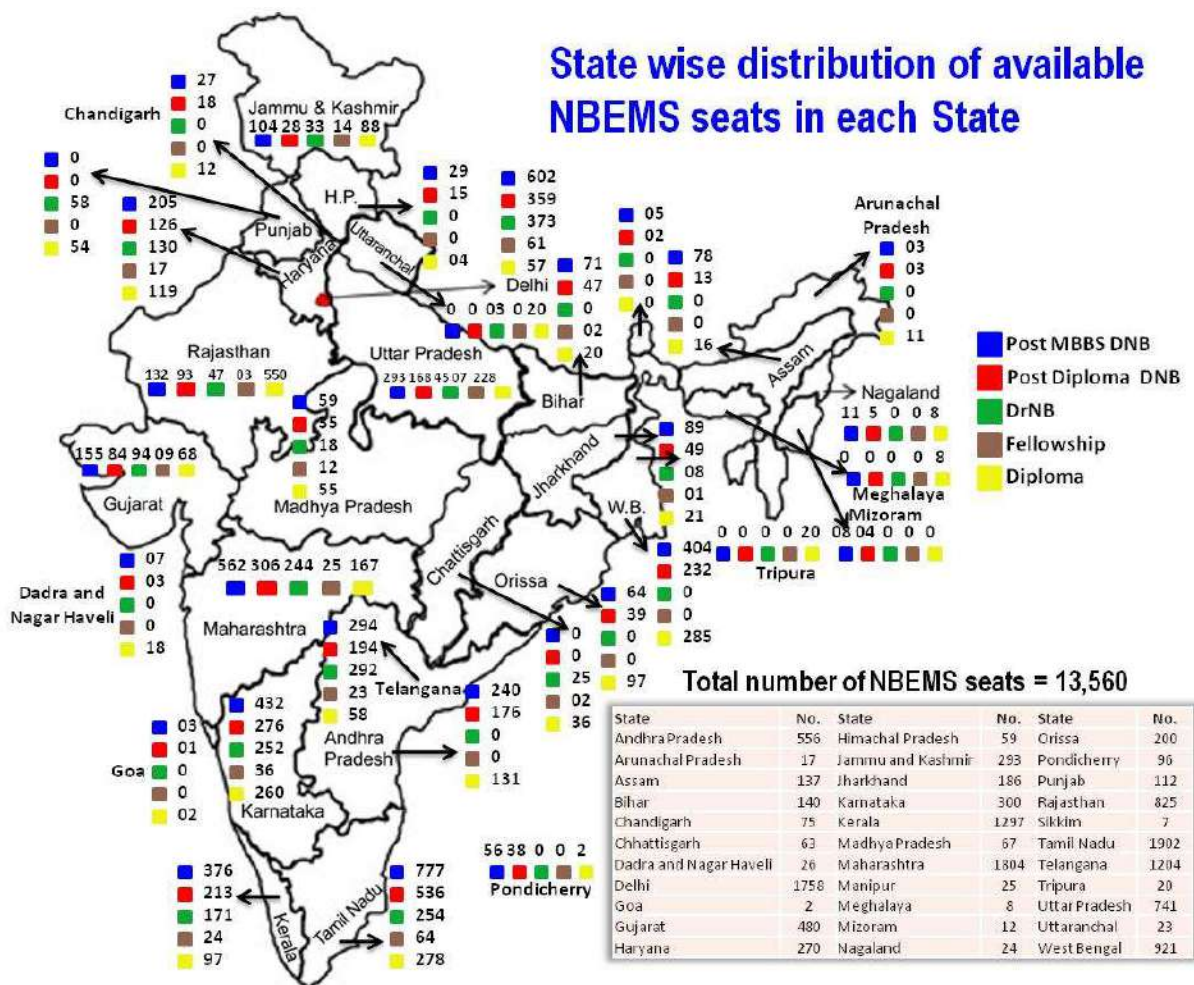 State wise distribution of available
NBEMS seats in each State
Chandigarh
27
18
0
0
12
Jammu & Kashmir
104 28 33 14 88
0
0
58
0
54
205
126
130
17
119
Punjab
Haryana
H.P.
Uttaranchal
29
15
0
0
04
602
359
373
61
57
Delhi
0 0 03 0 20
71
47
0
02
20
05
02
0
0
0
78
13
0
0
16
Arunachal
Pradesh
03
03
0
0
11
Post MBBS DNB
Post Diploma DNB
DrNB
Fellowship
Diploma
Rajasthan
132 93 47 03 550
Uttar Pradesh
293 168 45 07 228
Bihar
Assam
Nagaland
11 5 0 0 8
0 0 0 0 8
Meghalaya
Mizoram
0 0 0 0 20
Tripura
08 04 0 0 0
155 84 94 09 68
Gujarat
59
35
18
12
55
Madhya Pradesh
Jharkhand
89
49
08
01
21
W.B.
404
232
0
0
285
Chattisgarh
Orissa
64
39
0
0
97
0
0
25
02
36
Dadra and
Nagar Haveli
07
03
0
0
18
562 306 244 25 167
Maharashtra
294
194
292
23
58
Telangana
Andhra
Pradesh
240
176
0
0
131
Goa
03
01
0
0
02
432
276
252
36
260
Karnataka
56 38 0 0 2
Pondicherry
376
213
171
24
97
Kerala
Tamil Nadu
777
536
254
64
278
Total number of NBEMS seats = 13,560
State No. State No. State No.
Andhra Pradesh 556 Himachal Pradesh 59 Orissa 200
Arunachal Pradesh 17 Jammu and Kashmir 293 Pondicherry 96
Assam 137 Jharkhand 186 Punjab 112
Bihar 140 Karnataka 300 Rajasthan 825
Chandigarh 75 Kerala 1297 Sikkim 7
Chhattisgarh 63 Madhya Pradesh 67 Tamil Nadu 1902
Dadra and Nagar Haveli 26 Maharashtra 1804 Telangana 1204
Delhi 1758 Manipur 25 Tripura 20
Goa 2 Meghalaya 8 Uttar Pradesh 741
Gujarat 480 Mizoram 12 Uttaranchal 23
Haryana 270 Nagaland 24 West Bengal 921